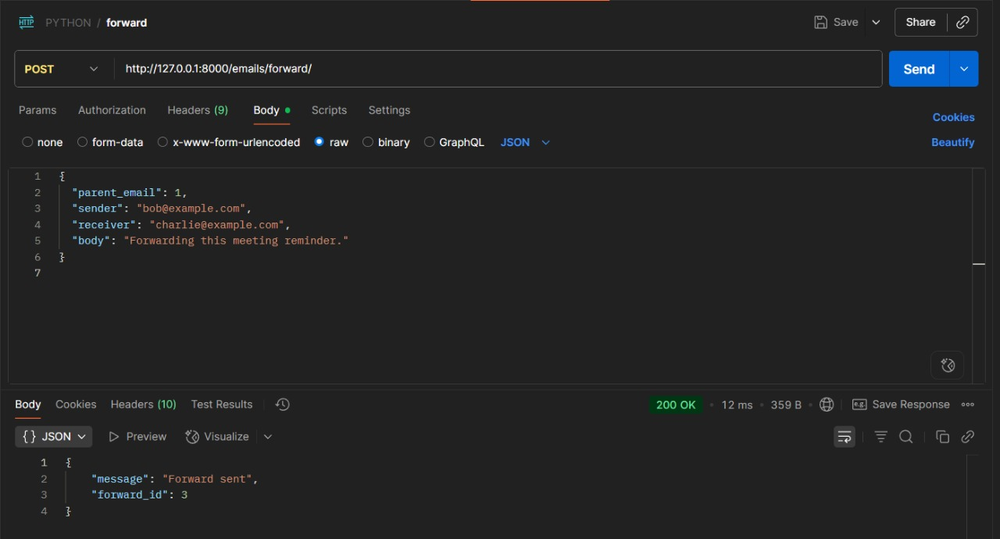 HTTP PYTHON / forward Save Share
POST http://127.0.0.1:8000/emails/forward/ Send
Params Authorization Headers (9) Body Scripts Settings Cookies
none form-data x-www-form-urlencoded raw binary GraphQL JSON Beautify
1 {
2 "parent_email": 1,
3 "sender": "bob@example.com",
4 "receiver": "charlie@example.com",
5 "body": "Forwarding this meeting reminder."
6 }
7
Body Cookies Headers (10) Test Results 200 OK • 12 ms • 359 B • e.g. Save Response
{} JSON Preview Visualize
1 {
2 "message": "Forward sent",
3 "forward_id": 3
4 }